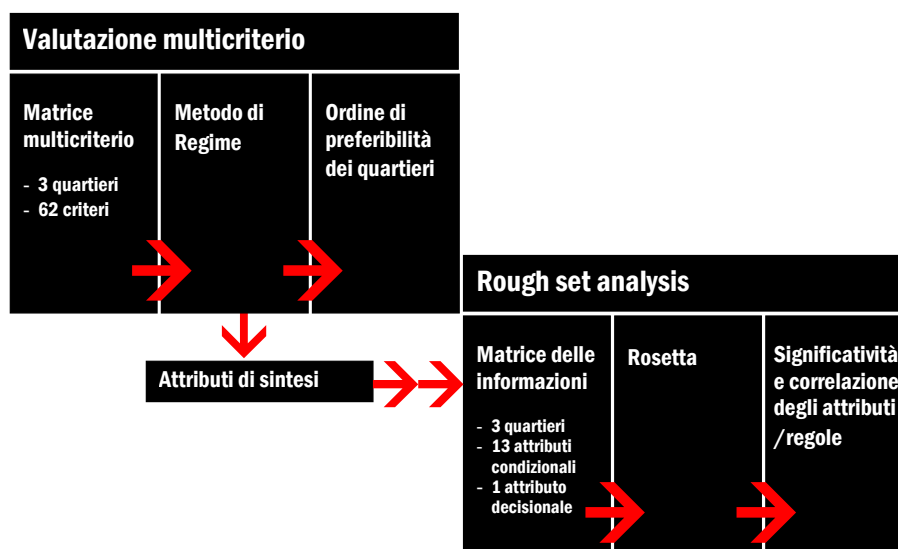 Valutazione multicriterio
Matrice
multicriterio
- 3 quartieri
- 62 criteri
Metodo di
Regime
Ordine di
preferibilità
dei quartieri
Attributi di sintesi
Rough set analysis
Matrice delle
informazioni
- 3 quartieri
- 13 attributi
condizionali
- 1 attributo
decisionale
Rosetta
Significatività
e correlazione
degli attributi
/regole